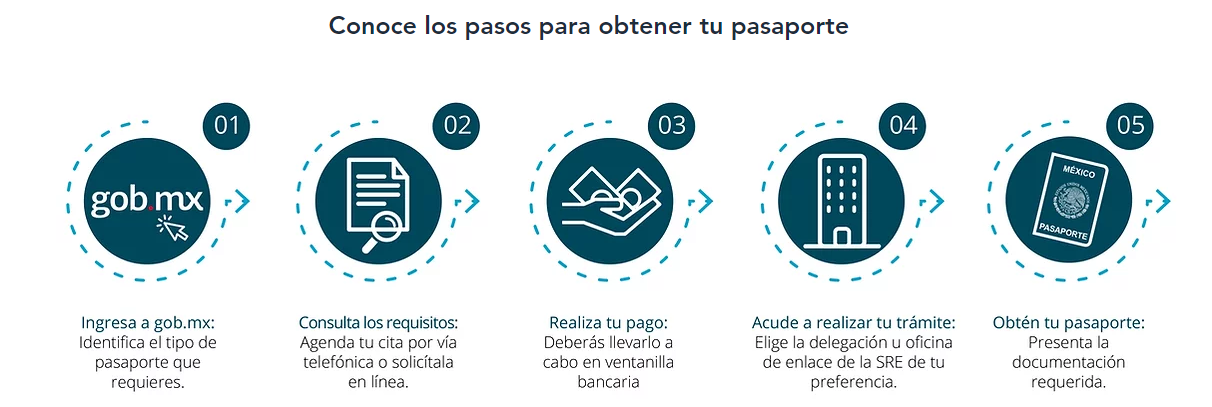 Conoce los pasos para obtener tu pasaporte
01
gob.mx
Ingresa a gob.mx:
Identifica el tipo de
pasaporte que
requieres.
02
Consulta los requisitos:
Agenda tu cita por vía
telefónica o solicítala
en línea.
03
Realiza tu pago:
Deberás llevarlo a
cabo en ventanilla
bancaria
04
Acude a realizar tu trámite:
Elige la delegación u oficina
de enlace de la SRE de tu
preferencia.
05
MÉXICO
PASAPORTE
Obtén tu pasaporte:
Presenta la
documentación
requerida.